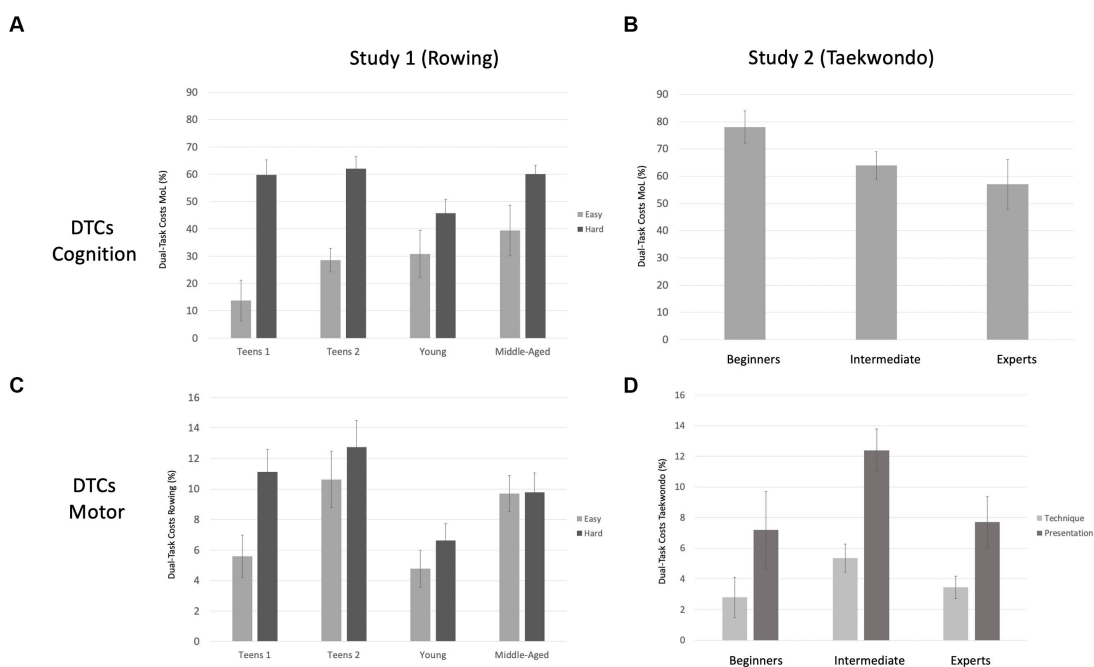 A
Study 1 (Rowing)
DTCs
Cognition
Dual-Task Costs MoL (%)
90
80
70
60
50
40
30
20
10
0
Teens 1
Teens 2
Young
Middle-Aged
Easy
Hard
B
Study 2 (Taekwondo)
Dual-Task Costs MoL (%)
90
80
70
60
50
40
30
20
10
0
Beginners
Intermediate
Experts
C
DTCs
Motor
Dual-Task Costs Rowing (%)
16
14
12
10
8
6
4
2
0
Teens 1
Teens 2
Young
Middle-Aged
Easy
Hard
D
Dual-Task Costs Taekwondo (%)
16
14
12
10
8
6
4
2
0
Beginners
Intermediate
Experts
Technique
Presentation